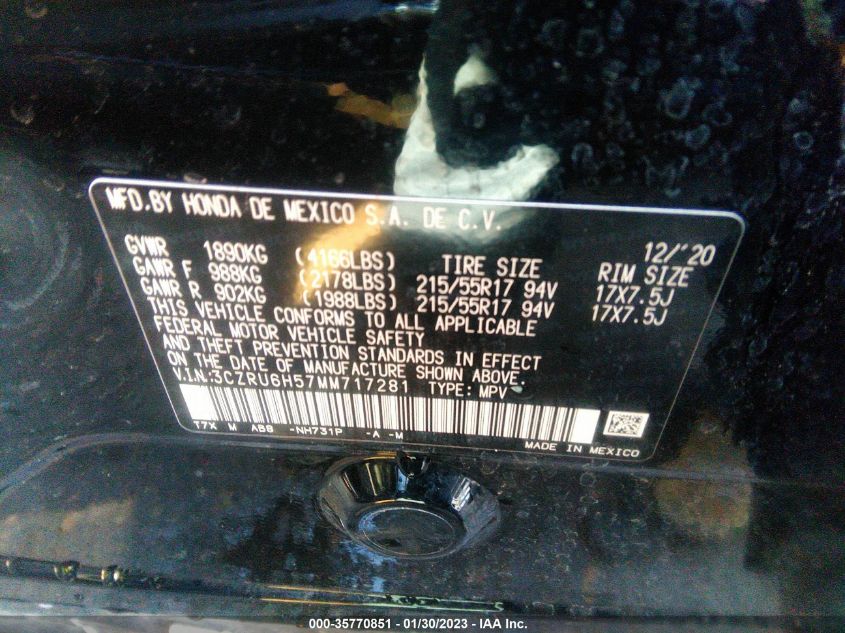 MFD.BY HONDA DE MEXICO S.A. DE C.V.
12/'20
GVWR 1890KG (4166LBS) TIRE SIZE RIM SIZE
GAWR F 988KG (2178LBS) 215/55R17 94V 17X7.5J
GAWR R 902KG (1988LBS) 215/55R17 94V 17X7.5J
THIS VEHICLE CONFORMS TO ALL APPLICABLE
FEDERAL MOTOR VEHICLE SAFETY
AND THEFT PREVENTION STANDARDS IN EFFECT
ON THE DATE OF MANUFACTURE SHOWN ABOVE.
V.I.N.:3CZRU6H57MM717281 TYPE: MPV
T7X M AB9 -NH731P -A -M
MADE IN MEXICO
000-35770851 - 01/30/2023 - IAA Inc.